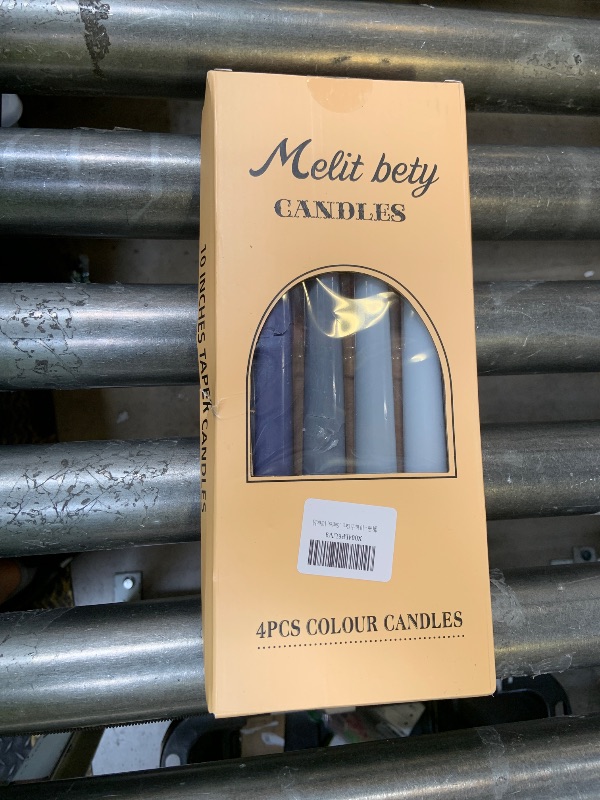 Melit bety
CANDLES
10 INCHES TAPER CANDLES
4PCS COLOUR CANDLES